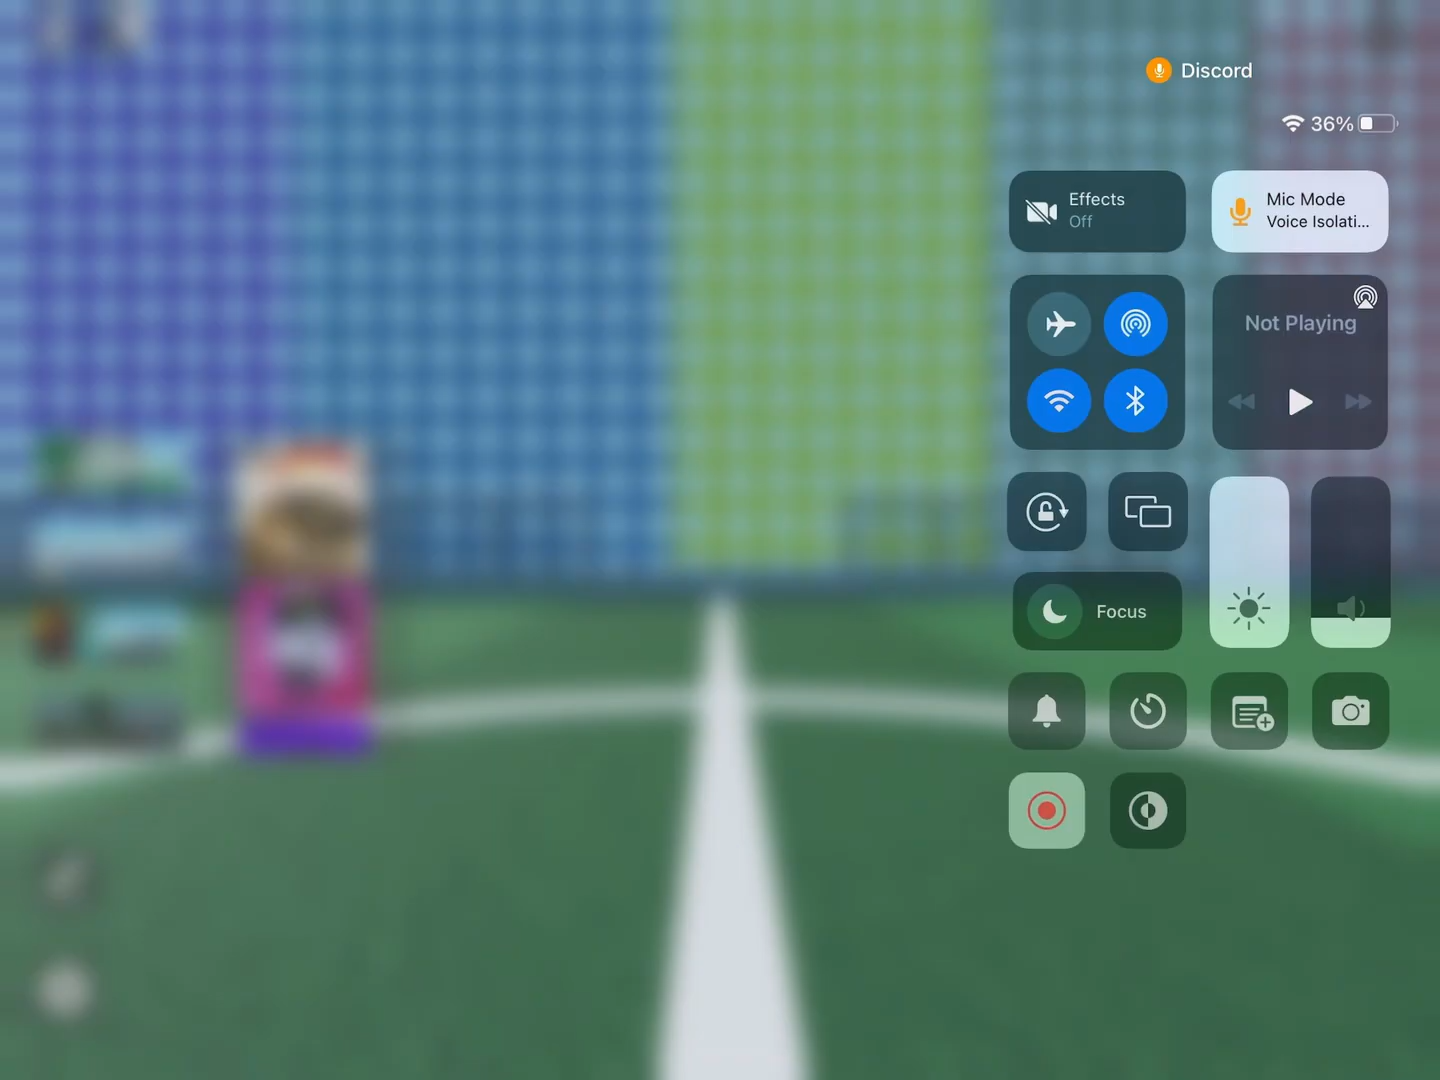 Discord
36%
Effects
Off
Mic Mode
Voice Isolati...
Not Playing
Focus